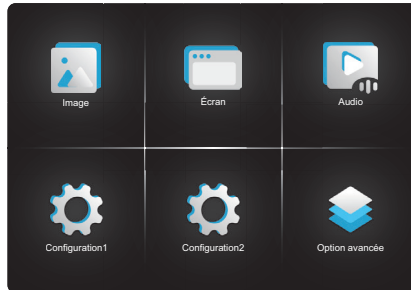 Image
Écran
Audio
Configuration1
Configuration2
Option avancée